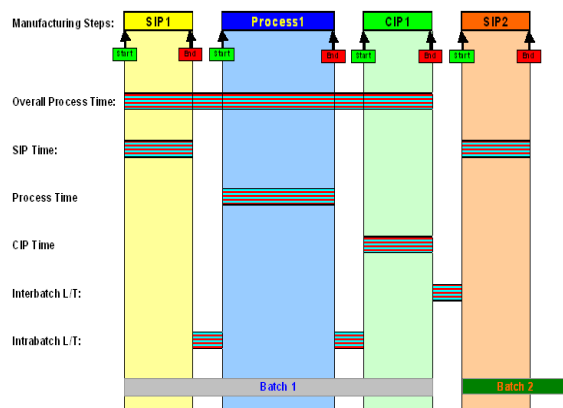 Manufacturing Steps: SIP1 Process1 CIP1 SIP2
Start End Start End Start End Start End
Overall Process Time:
SIP Time:
Process Time
CIP Time
Interbatch L/T:
Intrabatch L/T:
Batch 1 Batch 2